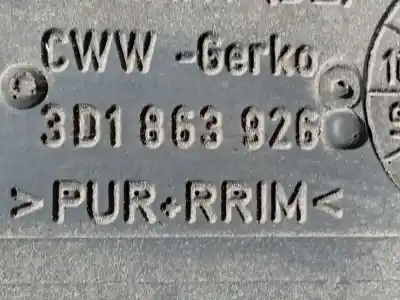 CWW -Gerko
3D1 863 926
>PUR+RRIM<